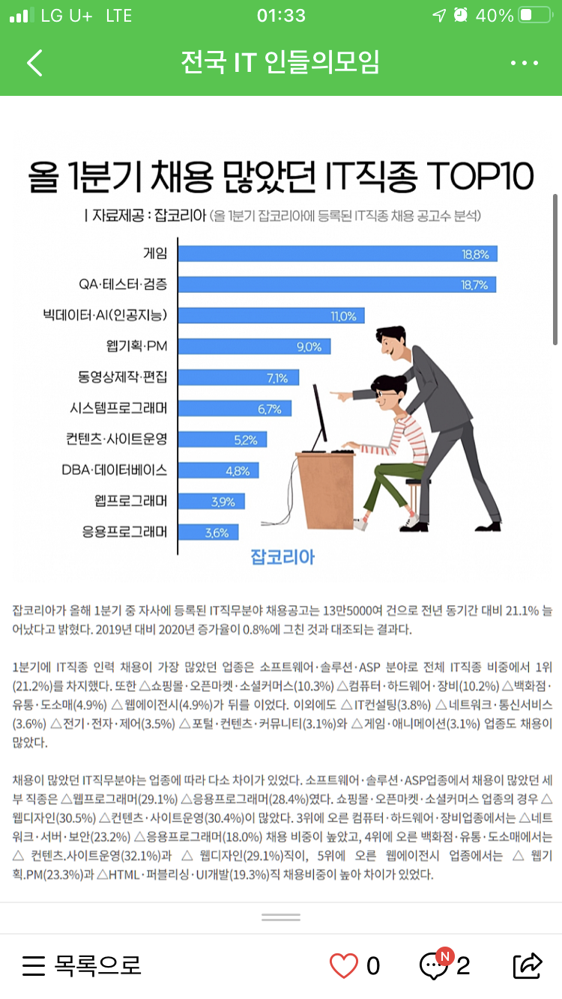 LG U+ LTE 01:33 40%
전국 IT 인들의모임
올 1분기 채용 많았던 IT직종 TOP10
| 자료제공 : 잡코리아 (올 1분기 잡코리아에 등록된 IT직종 채용 공고수 분석)
게임 18.8%
QA·테스터·검증 18.7%
빅데이터·AI(인공지능) 11.0%
웹기획·PM 9.0%
동영상제작·편집 7.1%
시스템프로그래머 6.7%
컨텐츠·사이트운영 5.2%
DBA·데이터베이스 4.8%
웹프로그래머 3.9%
응용프로그래머 3.6%
잡코리아
잡코리아가 올해 1분기 중 자사에 등록된 IT직무분야 채용공고는 13만5000여 건으로 전년 동기간 대비 21.1% 늘
어났다고 밝혔다. 2019년 대비 2020년 증가율이 0.8%에 그친 것과 대조되는 결과다.
1분기에 IT직종 인력 채용이 가장 많았던 업종은 소프트웨어·솔루션·ASP 분야로 전체 IT직종 비중에서 1위
(21.2%)를 차지했다. 또한 △쇼핑몰·오픈마켓·소셜커머스(10.3%) △컴퓨터·하드웨어·장비(10.2%) △백화점·
유통·도소매(4.9%) △웹에이전시(4.9%)가 뒤를 이었다. 이외에도 △IT컨설팅(3.8%) △네트워크·통신서비스
(3.6%) △전기·전자·제어(3.5%) △포털·컨텐츠·커뮤니티(3.1%)와 △게임·애니메이션(3.1%) 업종도 채용이
많았다.
채용이 많았던 IT직무분야는 업종에 따라 다소 차이가 있었다. 소프트웨어·솔루션·ASP업종에서 채용이 많았던 세
부 직종은 △웹프로그래머(29.1%) △응용프로그래머(28.4%)였다. 쇼핑몰·오픈마켓·소셜커머스 업종의 경우 △
웹디자인(30.5%) △컨텐츠·사이트운영(30.4%)이 많았다. 3위에 오른 컴퓨터·하드웨어·장비업종에서는 △네트
워크·서버·보안(23.2%) △응용프로그래머(18.0%) 채용 비중이 높았고, 4위에 오른 백화점·유통·도소매에서는
△ 컨텐츠.사이트운영(32.1%)과 △ 웹디자인(29.1%)직이, 5위에 오른 웹에이전시 업종에서는 △ 웹기
획.PM(23.3%)과 △HTML·퍼블리싱·UI개발(19.3%)직 채용비중이 높아 차이가 있었다.
목록으로 0 N 2